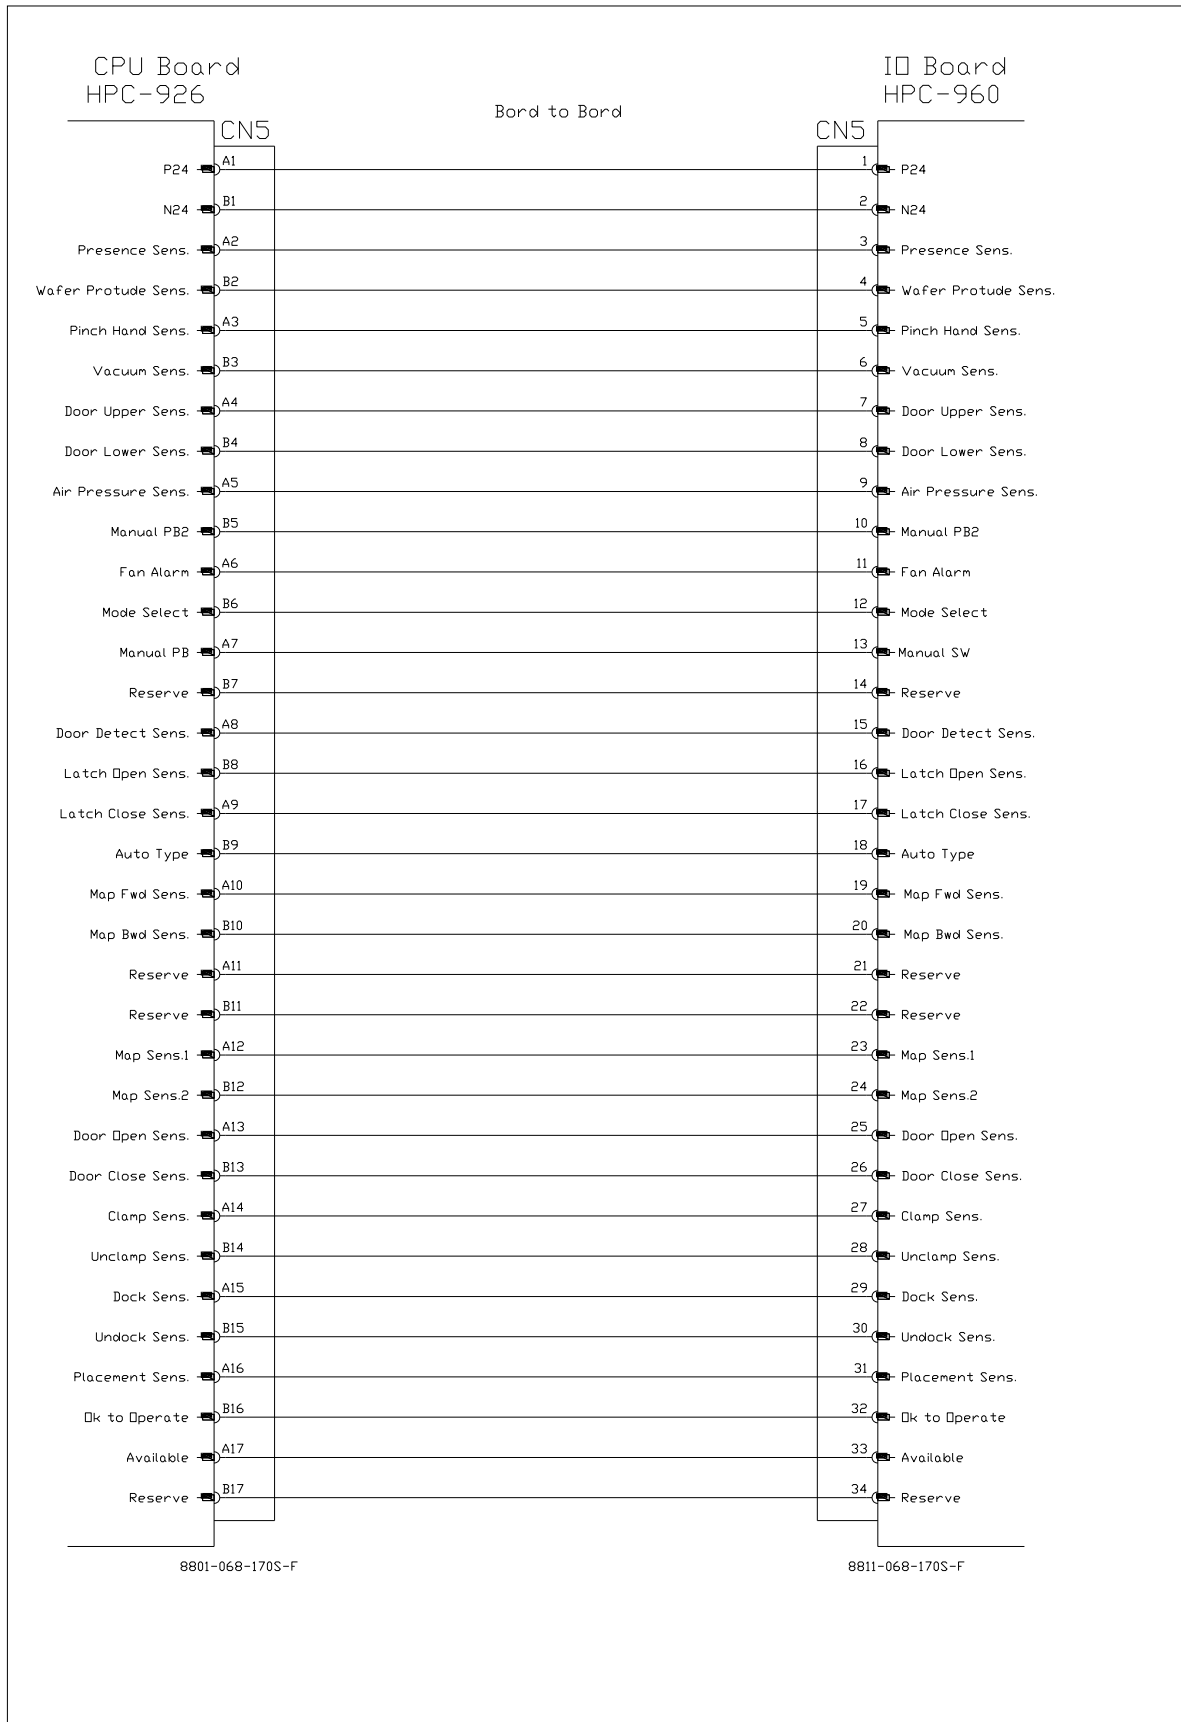 CPU Board
HPC-926
IO Board
HPC-960
Bord to Bord
CN5
CN5
P24 A1 1 P24
N24 B1 2 N24
Presence Sens. A2 3 Presence Sens.
Wafer Protude Sens. B2 4 Wafer Protude Sens.
Pinch Hand Sens. A3 5 Pinch Hand Sens.
Vacuum Sens. B3 6 Vacuum Sens.
Door Upper Sens. A4 7 Door Upper Sens.
Door Lower Sens. B4 8 Door Lower Sens.
Air Pressure Sens. A5 9 Air Pressure Sens.
Manual PB2 B5 10 Manual PB2
Fan Alarm A6 11 Fan Alarm
Mode Select B6 12 Mode Select
Manual PB A7 13 Manual SW
Reserve B7 14 Reserve
Door Detect Sens. A8 15 Door Detect Sens.
Latch Open Sens. B8 16 Latch Open Sens.
Latch Close Sens. A9 17 Latch Close Sens.
Auto Type B9 18 Auto Type
Map Fwd Sens. A10 19 Map Fwd Sens.
Map Bwd Sens. B10 20 Map Bwd Sens.
Reserve A11 21 Reserve
Reserve B11 22 Reserve
Map Sens.1 A12 23 Map Sens.1
Map Sens.2 B12 24 Map Sens.2
Door Open Sens. A13 25 Door Open Sens.
Door Close Sens. B13 26 Door Close Sens.
Clamp Sens. A14 27 Clamp Sens.
Unclamp Sens. B14 28 Unclamp Sens.
Dock Sens. A15 29 Dock Sens.
Undock Sens. B15 30 Undock Sens.
Placement Sens. A16 31 Placement Sens.
Ok to Operate B16 32 Ok to Operate
Available A17 33 Available
Reserve B17 34 Reserve
8801-068-170S-F
8811-068-170S-F